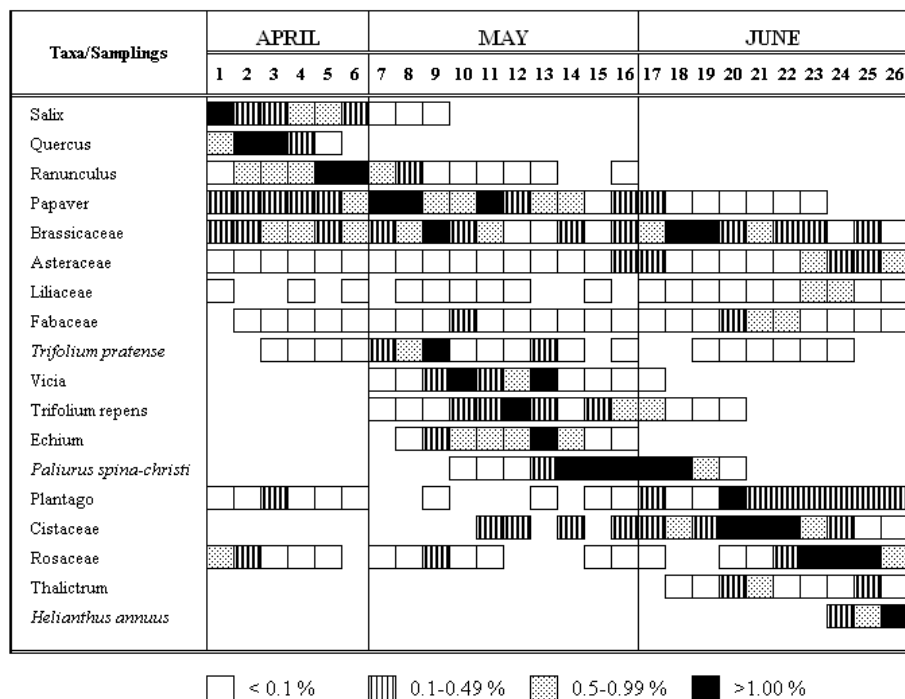 Taxa/Samplings APRIL MAY JUNE
1 2 3 4 5 6 7 8 9 10 11 12 13 14 15 16 17 18 19 20 21 22 23 24 25 26
Salix
Quercus
Ranunculus
Papaver
Brassicaceae
Asteraceae
Liliaceae
Fabaceae
Trifolium pratense
Vicia
Trifolium repens
Echium
Paliurus spina-christi
Plantago
Cistaceae
Rosaceae
Thalictrum
Helianthus annuus
< 0.1 % 0.1-0.49 % 0.5-0.99 % >1.00 %